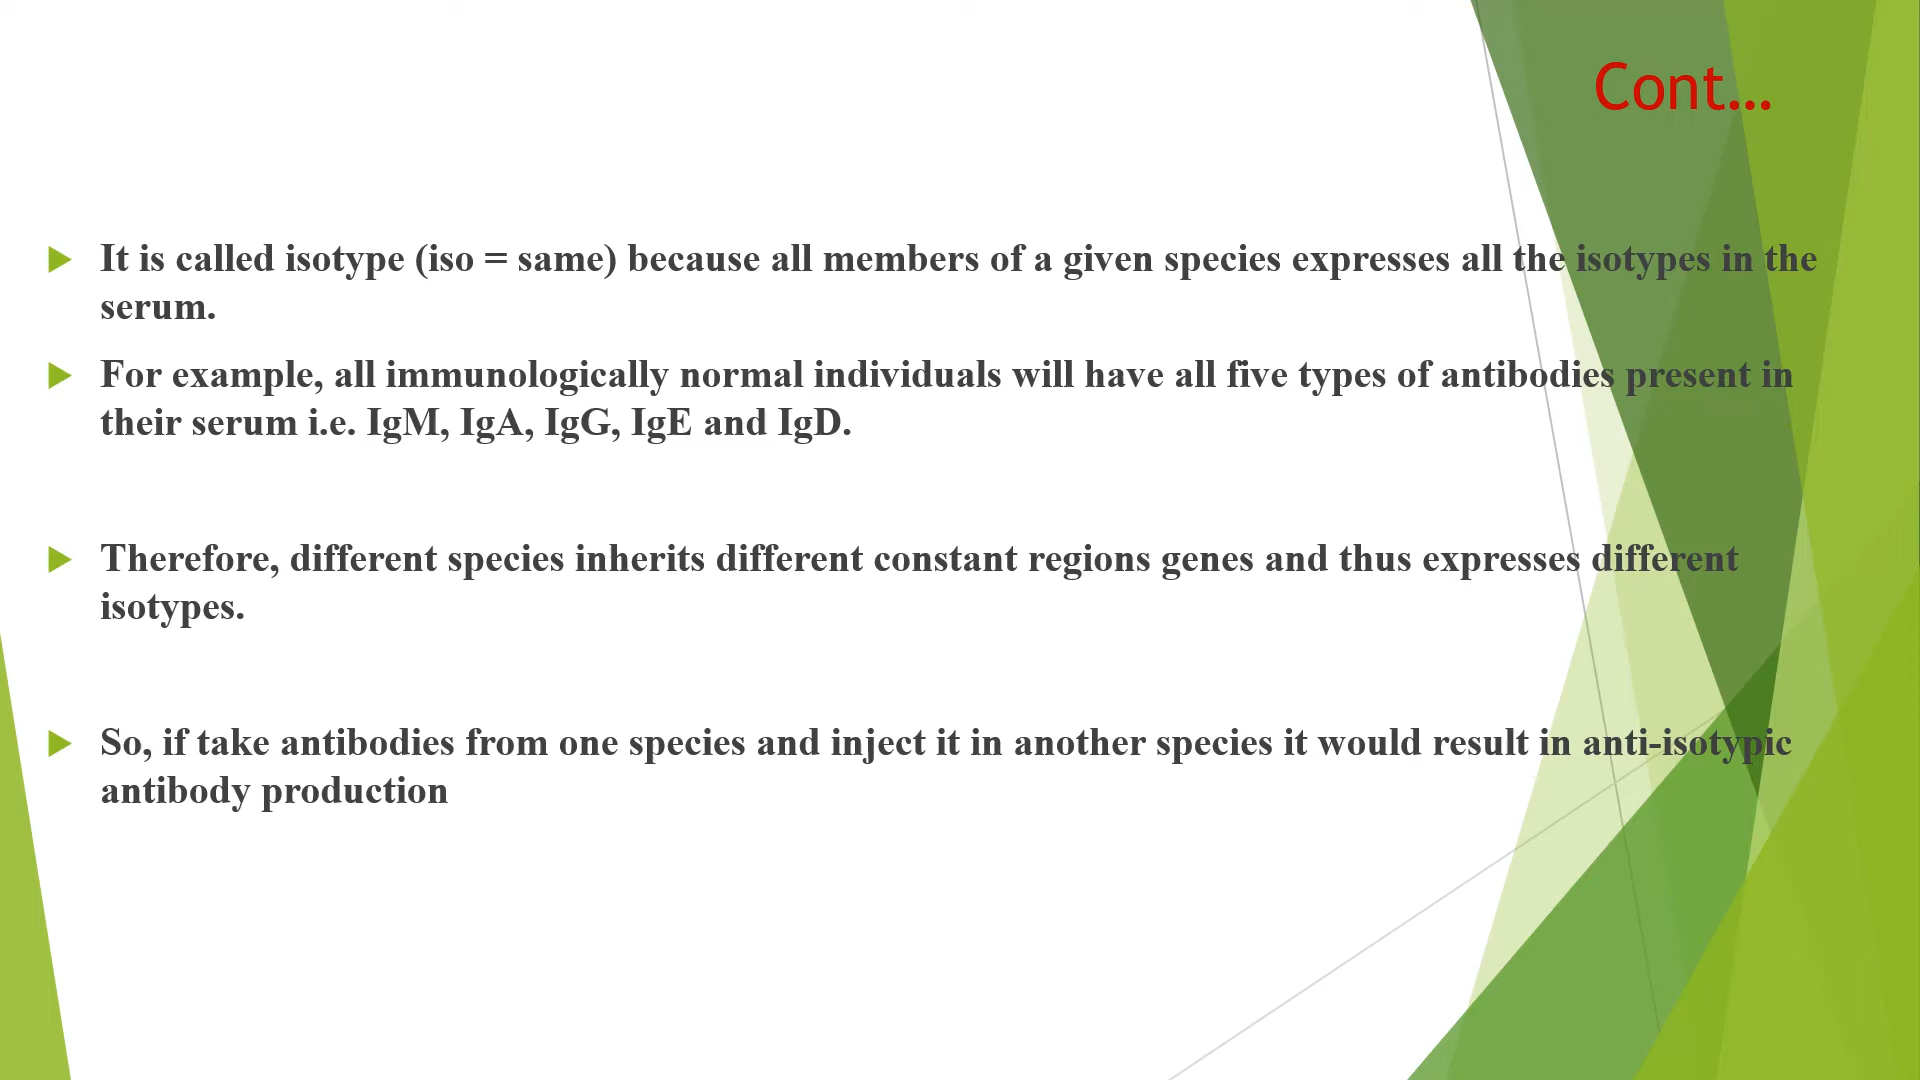 Cont...
It is called isotype (iso = same) because all members of a given species expresses all the isotypes in the
serum.
For example, all immunologically normal individuals will have all five types of antibodies present in
their serum i.e. IgM, IgA, IgG, IgE and IgD.
Therefore, different species inherits different constant regions genes and thus expresses different
isotypes.
So, if take antibodies from one species and inject it in another species it would result in anti-isotypic
antibody production